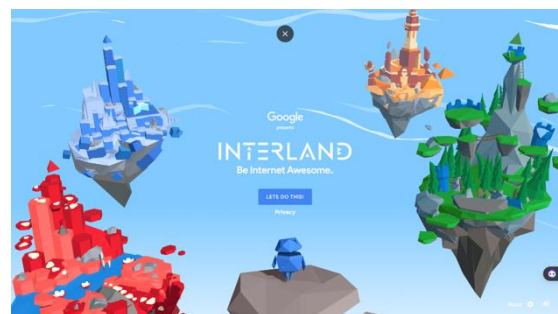 Google
presents
INTERLAND
Be Internet Awesome.
LETS DO THIS!
Privacy